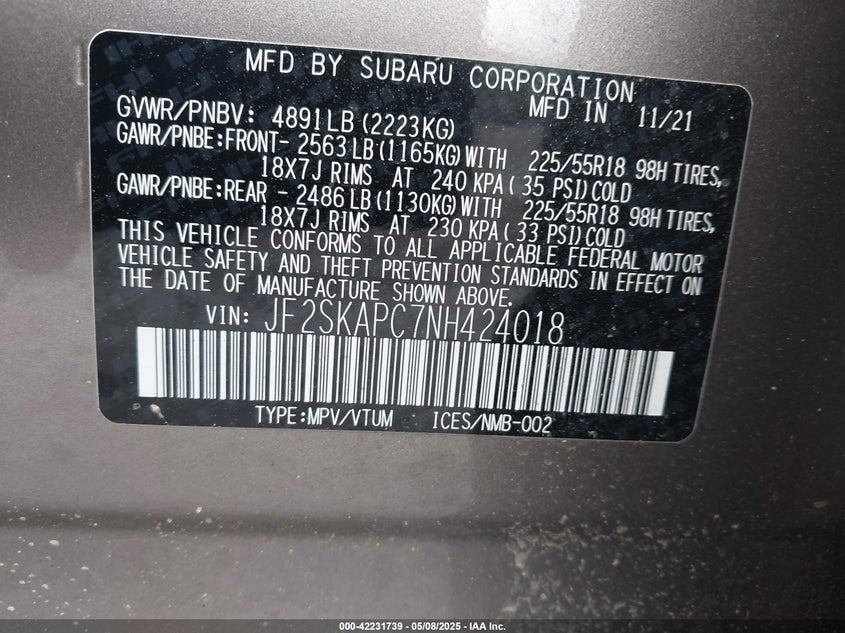 MFD BY SUBARU CORPORATION
MFD IN 11/21
GVWR/PNBV: 4891LB (2223KG)
GAWR/PNBE:FRONT- 2563 LB (1165KG) WITH 225/55R18 98H TIRES,
18X7J RIMS AT 240 KPA ( 35 PSI) COLD
GAWR/PNBE:REAR - 2486 LB (1130KG) WITH 225/55R18 98H TIRES,
18X7J RIMS AT 230 KPA ( 33 PSI) COLD
THIS VEHICLE CONFORMS TO ALL APPLICABLE FEDERAL MOTOR
VEHICLE SAFETY AND THEFT PREVENTION STANDARDS IN EFFECT ON
THE DATE OF MANUFACTURE SHOWN ABOVE.
VIN: JF2SKAPC7NH424018
TYPE:MPV/VTUM ICES/NMB-002
000-42231739 - 05/08/2025 - IAA Inc.